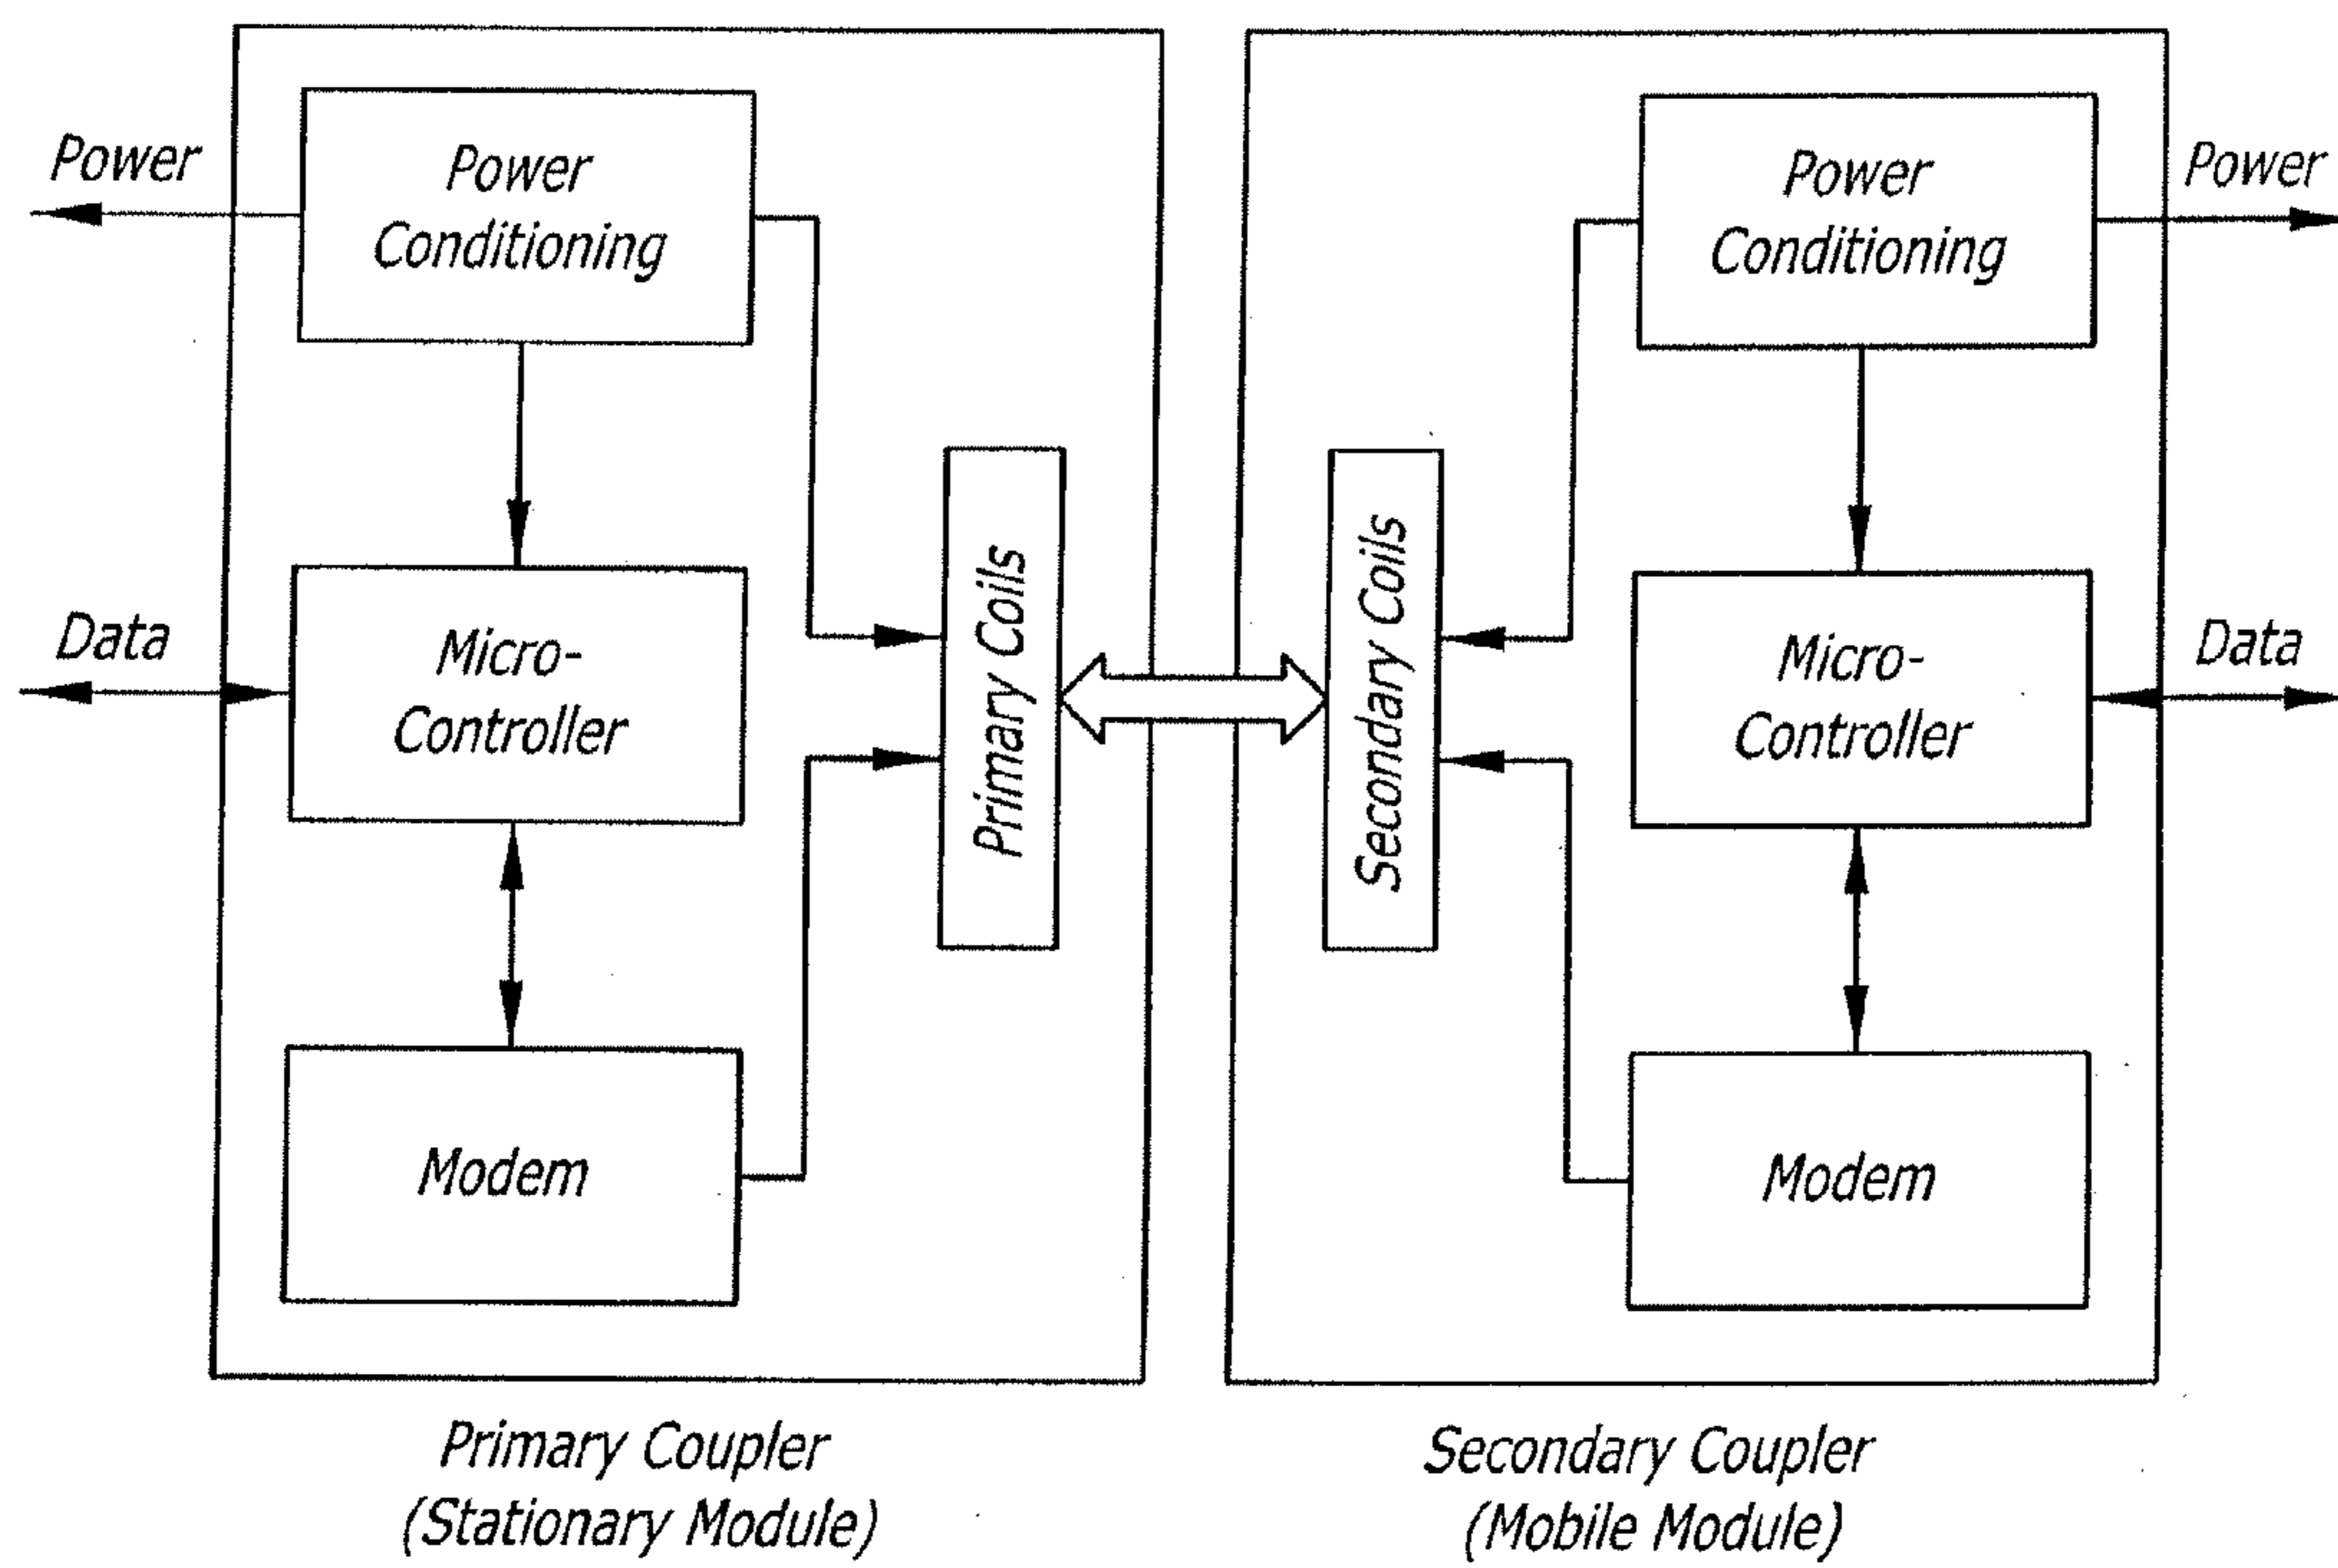 Power
Power
Conditioning
Data
Micro-
Controller
Modem
Primary Coils
Primary Coupler
(Stationary Module)
Secondary Coils
Power
Conditioning
Power
Micro-
Controller
Data
Modem
Secondary Coupler
(Mobile Module)